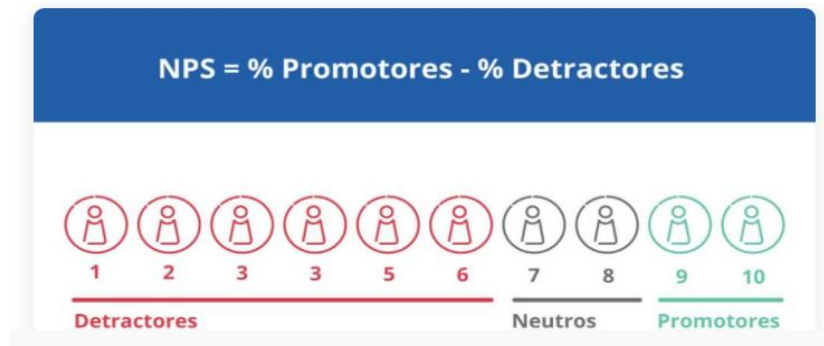 NPS = % Promotores - % Detractores
1 2 3 3 5 6 7 8 9 10
Detractores Neutros Promotores